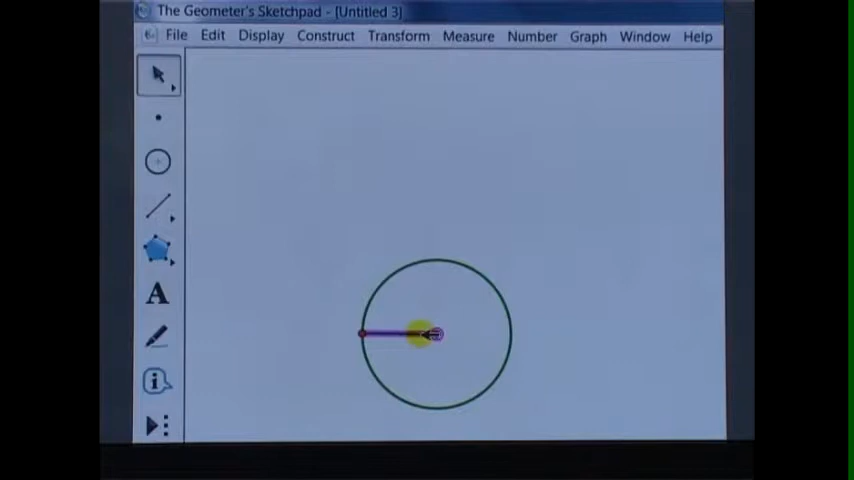 The Geometer's Sketchpad - [Untitled 3]
File Edit Display Construct Transform Measure Number Graph Window Help
A
i